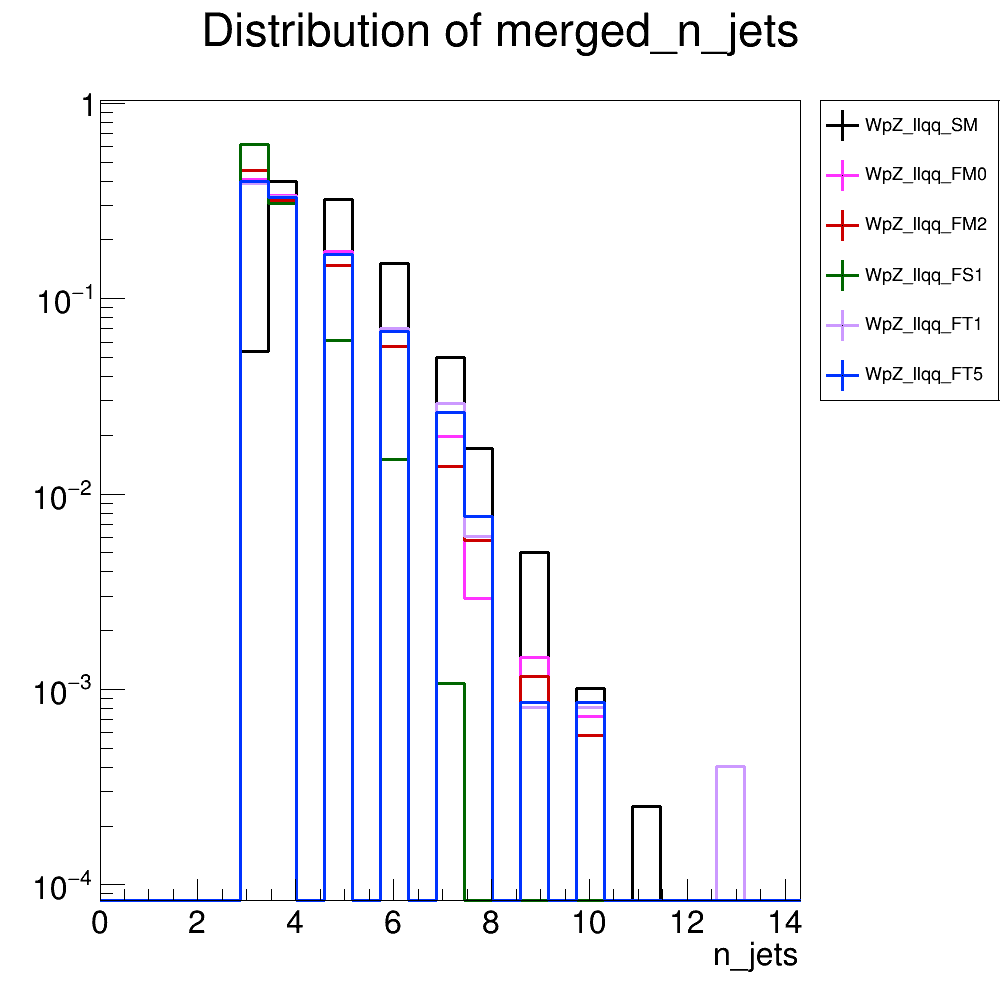 Distribution of merged_n_jets
1
10−1
10−2
10−3
10−4
0 2 4 6 8 10 12 14
n_jets
WpZ_llqq_SM
WpZ_llqq_FM0
WpZ_llqq_FM2
WpZ_llqq_FS1
WpZ_llqq_FT1
WpZ_llqq_FT5